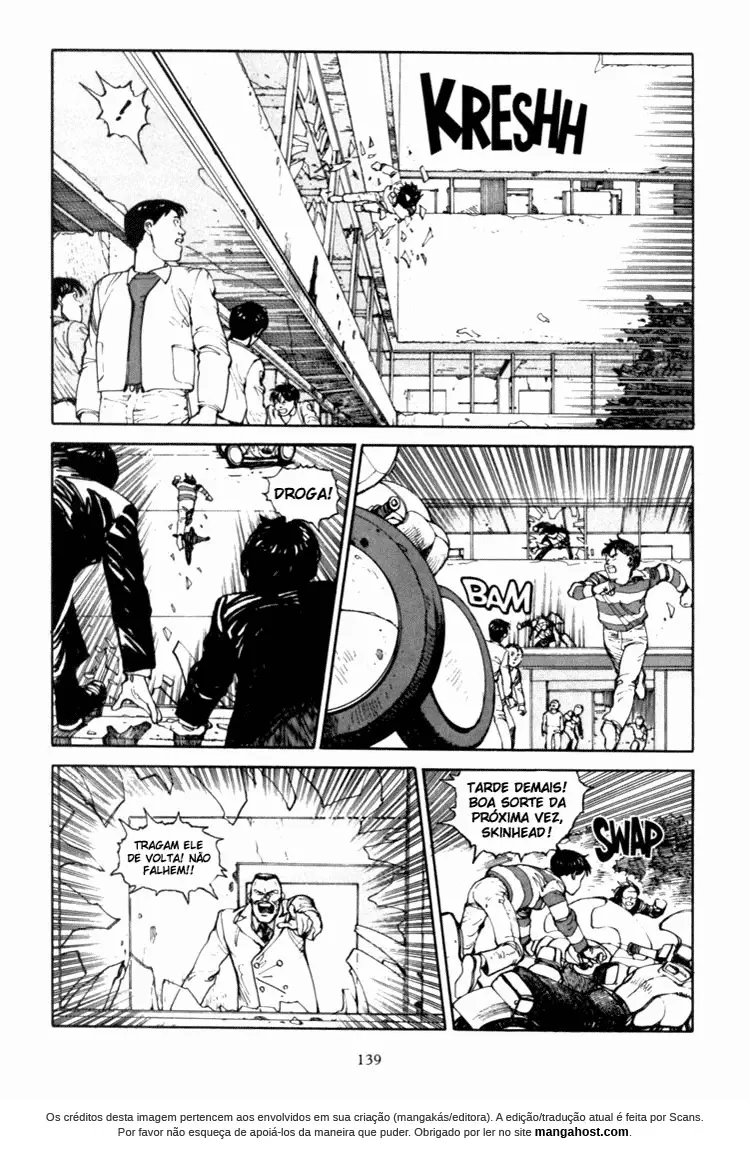 !
KRESHH
DROGA!
BAM
TRAGAM ELE
DE VOLTA! NÃO
FALHEM!!
TARDE DEMAIS!
BOA SORTE DA
PRÓXIMA VEZ,
SKINHEAD!
SWAP
139
Os créditos desta imagem pertencem aos envolvidos em sua criação (mangakás/editora). A edição/tradução atual é feita por Scans.
Por favor não esqueça de apoiá-los da maneira que puder. Obrigado por ler no site mangahost.com.